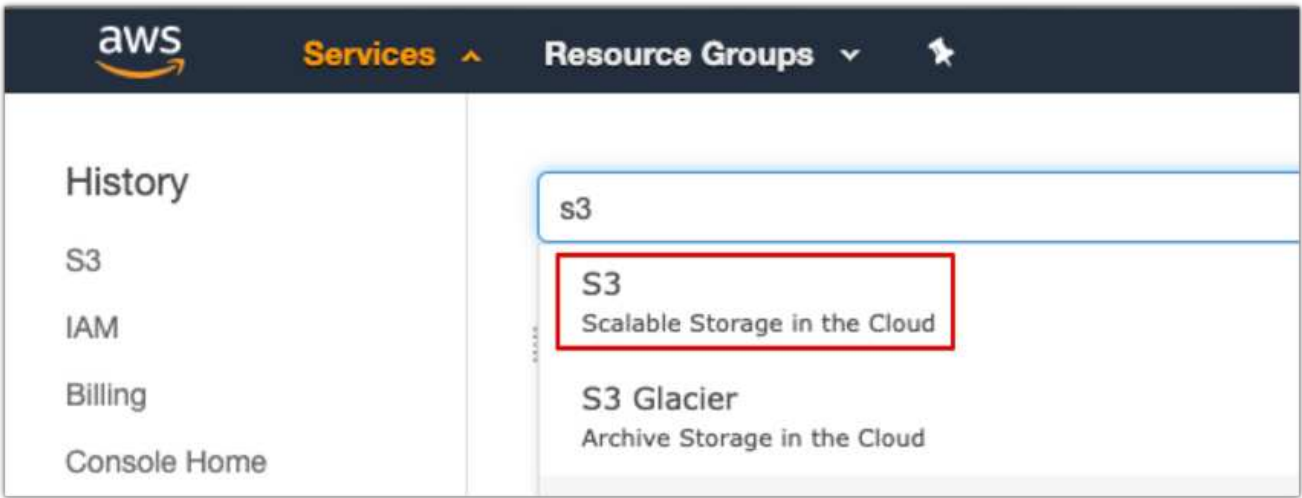 aws
Services
Resource Groups
History
S3
IAM
Billing
Console Home
s3
S3
Scalable Storage in the Cloud
S3 Glacier
Archive Storage in the Cloud